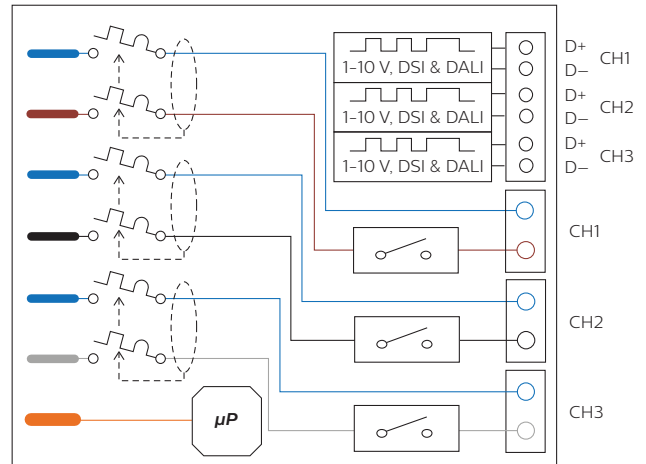 1-10 V, DSI & DALI
D+
D−
CH1
1-10 V, DSI & DALI
D+
D−
CH2
1-10 V, DSI & DALI
D+
D−
CH3
CH1
CH2
CH3
µP